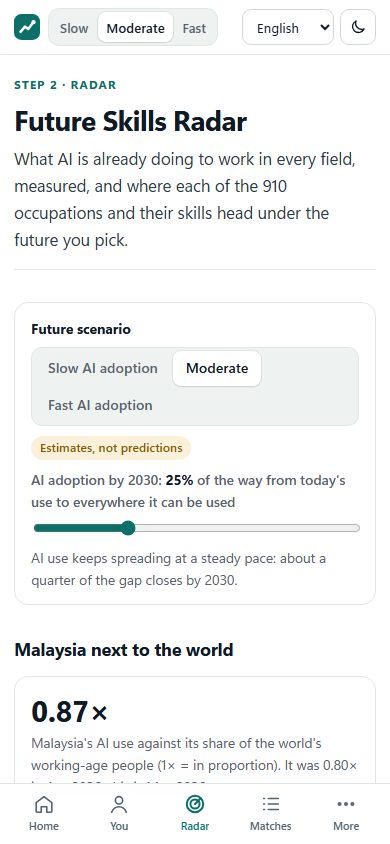 Slow Moderate Fast English
STEP 2 · RADAR
Future Skills Radar
What AI is already doing to work in every field,
measured, and where each of the 910
occupations and their skills head under the
future you pick.
Future scenario
Slow AI adoption Moderate
Fast AI adoption
Estimates, not predictions
AI adoption by 2030: 25% of the way from today's
use to everywhere it can be used
AI use keeps spreading at a steady pace: about a
quarter of the gap closes by 2030.
Malaysia next to the world
0.87×
Malaysia's AI use against its share of the world's
working-age people (1× = in proportion). It was 0.80×
Home You Radar Matches More